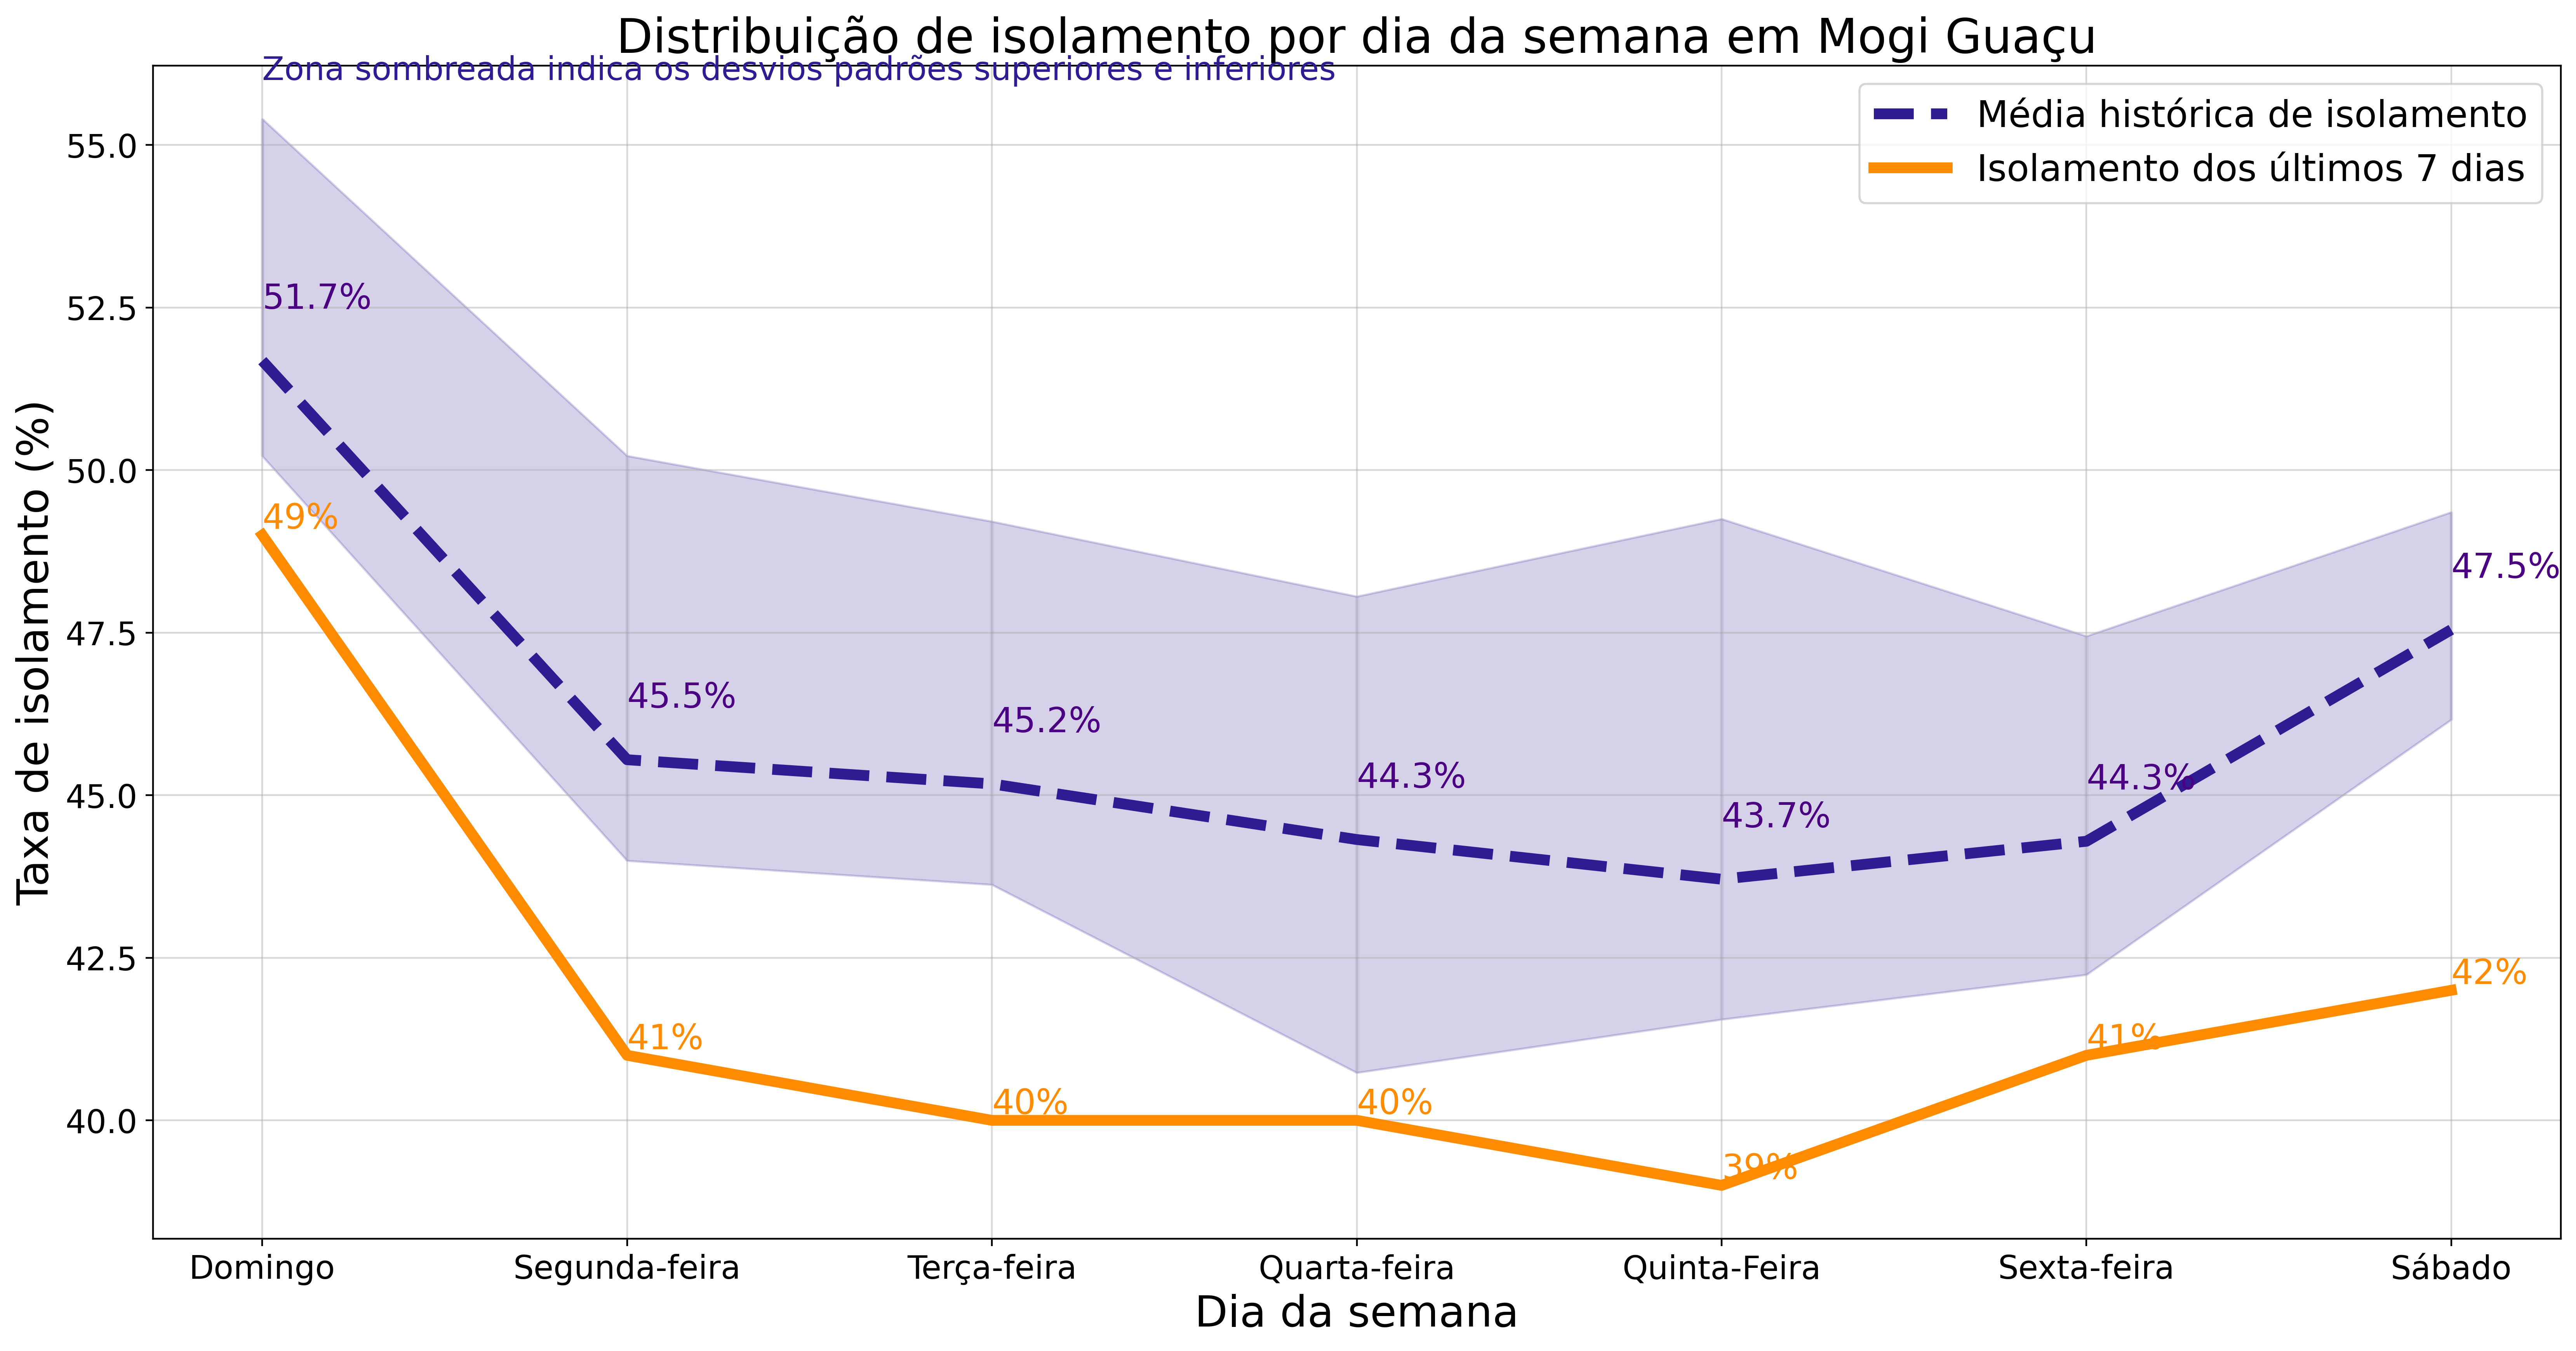 Distribuição de isolamento por dia da semana em Mogi Guaçu
Zona sombreada indica os desvios padrões superiores e inferiores
Média histórica de isolamento
Isolamento dos últimos 7 dias
Taxa de isolamento (%)
55.0
52.5
50.0
47.5
45.0
42.5
40.0
51.7%
45.5%
45.2%
44.3%
43.7%
44.3%
47.5%
49%
41%
40%
40%
39%
41%
42%
Domingo
Segunda-feira
Terça-feira
Quarta-feira
Quinta-Feira
Sexta-feira
Sábado
Dia da semana